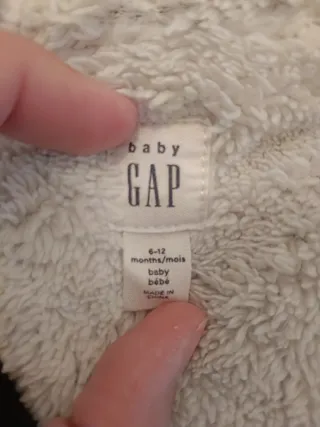 baby
GAP
6-12
months/mois
baby
bébé
MADE IN
CHINA